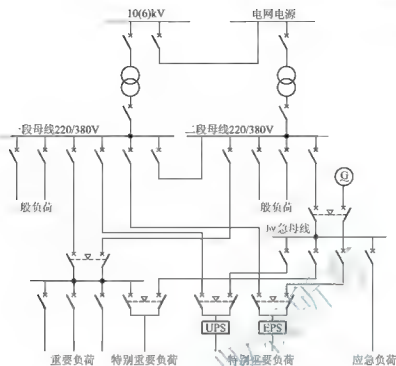 10(6)kV
电网电源
一段母线220/380V
二段母线220/380V
G
般负荷
般负荷
急母线
UPS
EPS
重要负荷
特别重要负荷
特别重要负荷
应急负荷